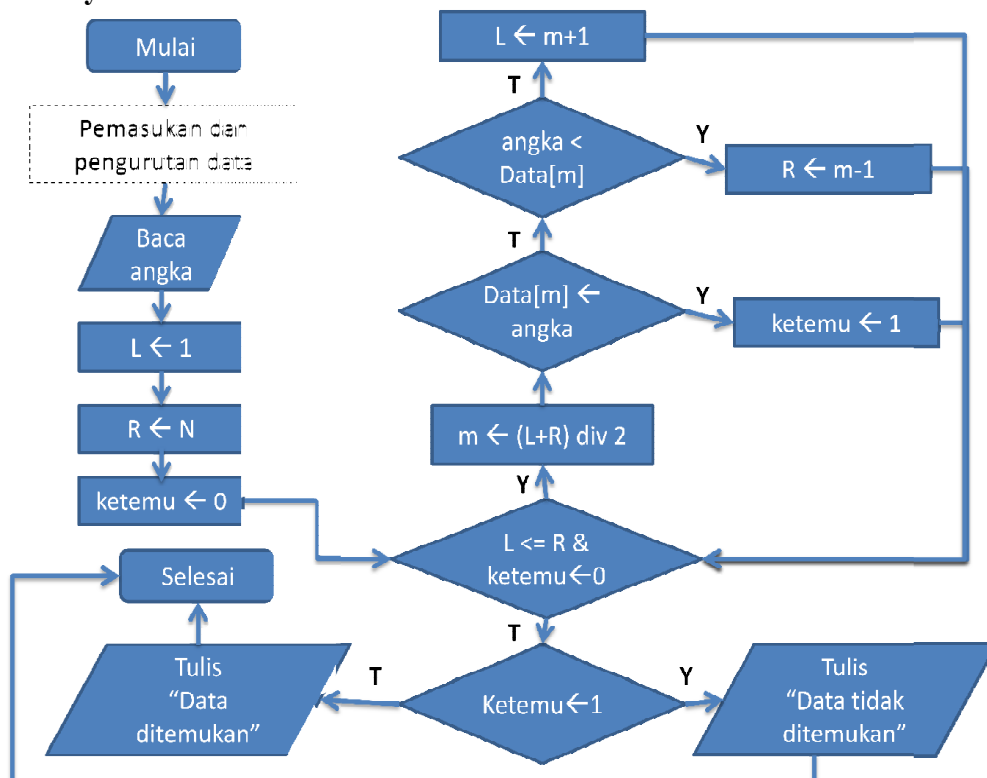 Mulai
Pemasukan dan
pengurutan data
Baca
angka
L ← 1
R ← N
ketemu ← 0
L <= R &
ketemu←0
Y
m ← (L+R) div 2
Data[m] ←
angka
Y
ketemu ← 1
T
angka <
Data[m]
Y
R ← m-1
T
L ← m+1
T
Ketemu←1
T
Tulis
“Data
ditemukan”
Y
Tulis
“Data tidak
ditemukan”
Selesai